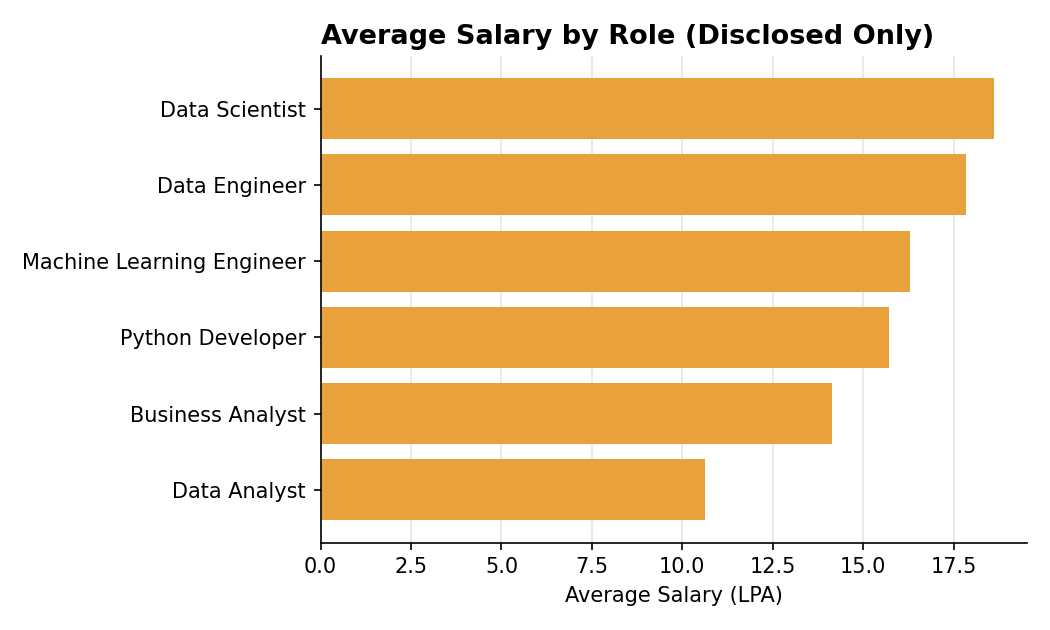 Average Salary by Role (Disclosed Only)
Data Scientist
Data Engineer
Machine Learning Engineer
Python Developer
Business Analyst
Data Analyst
0.0 2.5 5.0 7.5 10.0 12.5 15.0 17.5
Average Salary (LPA)